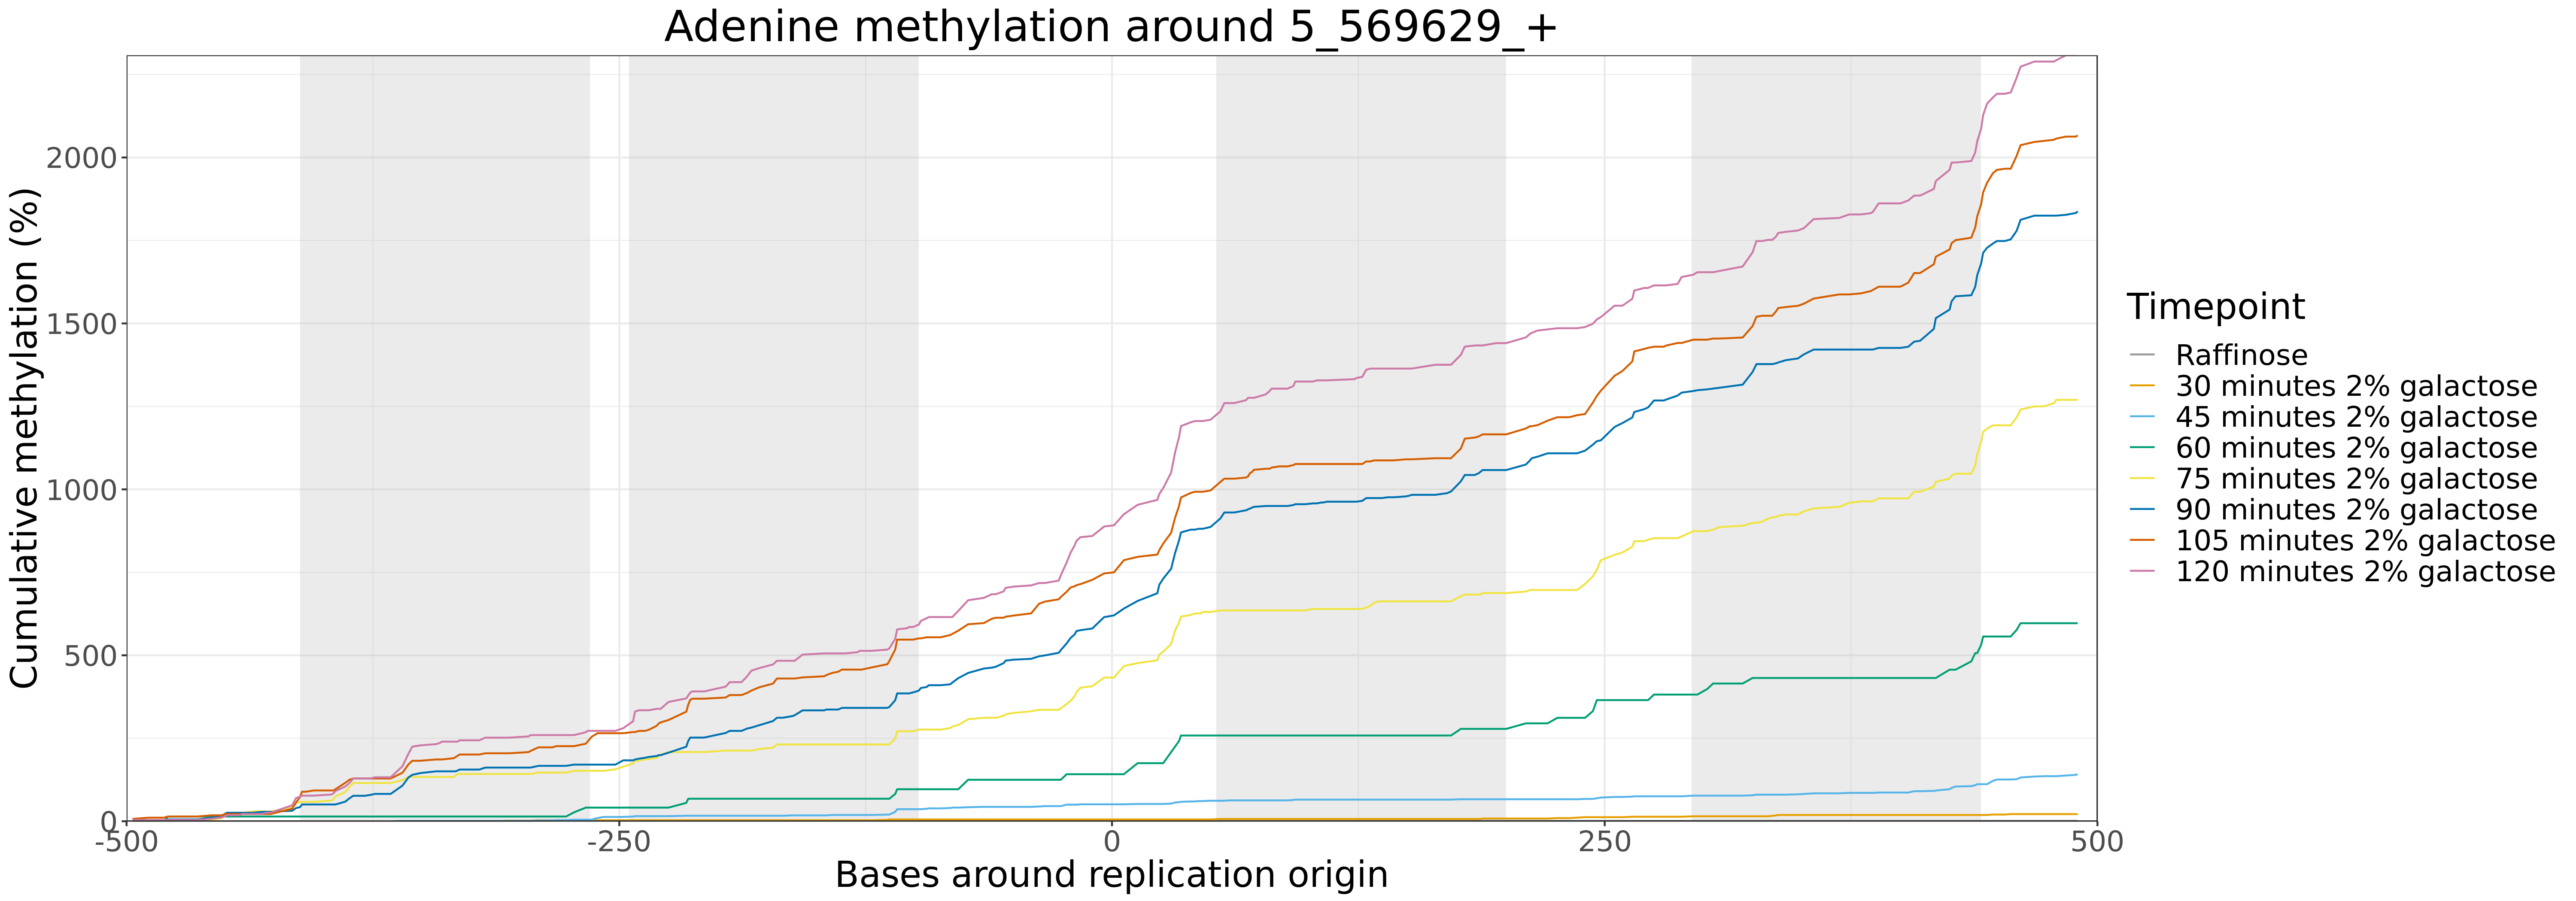 Adenine methylation around 5_569629_+
Cumulative methylation (%)
2000
1500
1000
500
0
-500
-250
0
250
500
Bases around replication origin
Timepoint
Raffinose
30 minutes 2% galactose
45 minutes 2% galactose
60 minutes 2% galactose
75 minutes 2% galactose
90 minutes 2% galactose
105 minutes 2% galactose
120 minutes 2% galactose